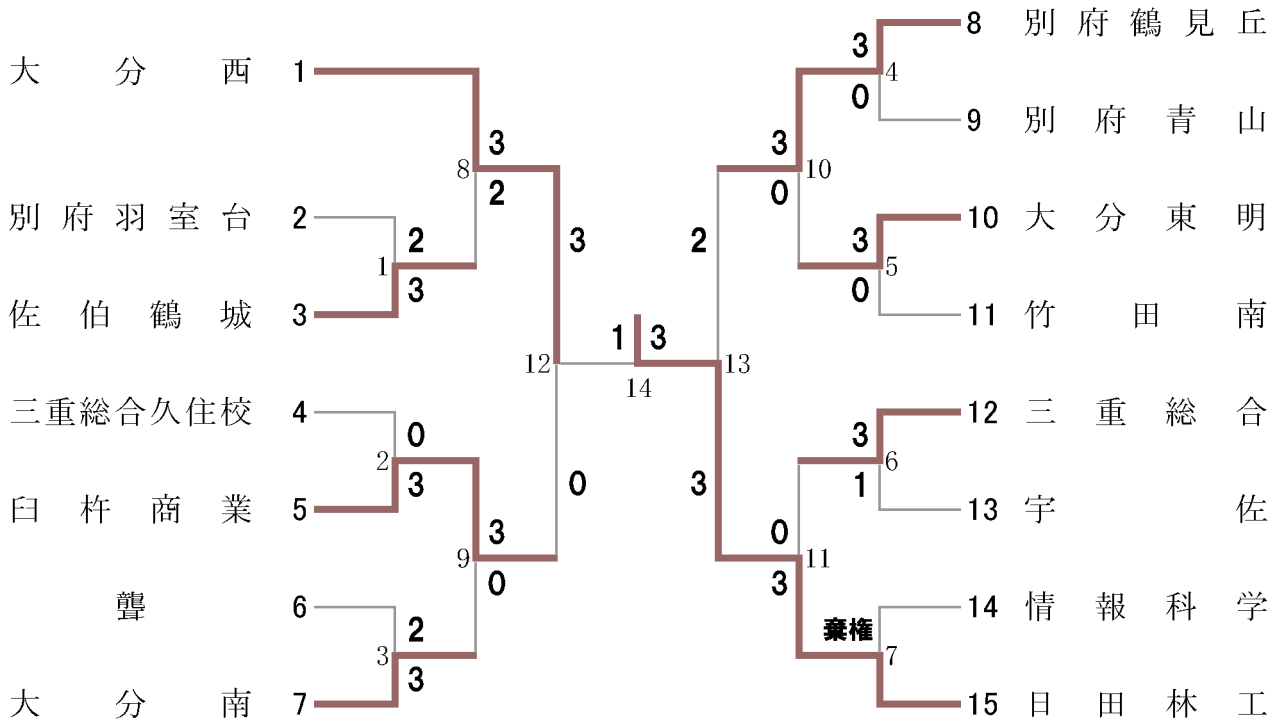 大分西 1
3
8
2
別府羽室台 2
2
1
3
佐伯鶴城 3
3
12
三重総合久住校 4
0
2
3
臼杵商業 5
3
9
0
聾 6
2
3
3
大分南 7
0
1 3
14
8 別府鶴見丘
3
4
0
9 別府青山
3
10
0
10 大分東明
3
5
0
11 竹田南
2
13
3
12 三重総合
3
6
1
13 宇佐
0
11
3
14 情報科学
棄権
7
15 日田林工